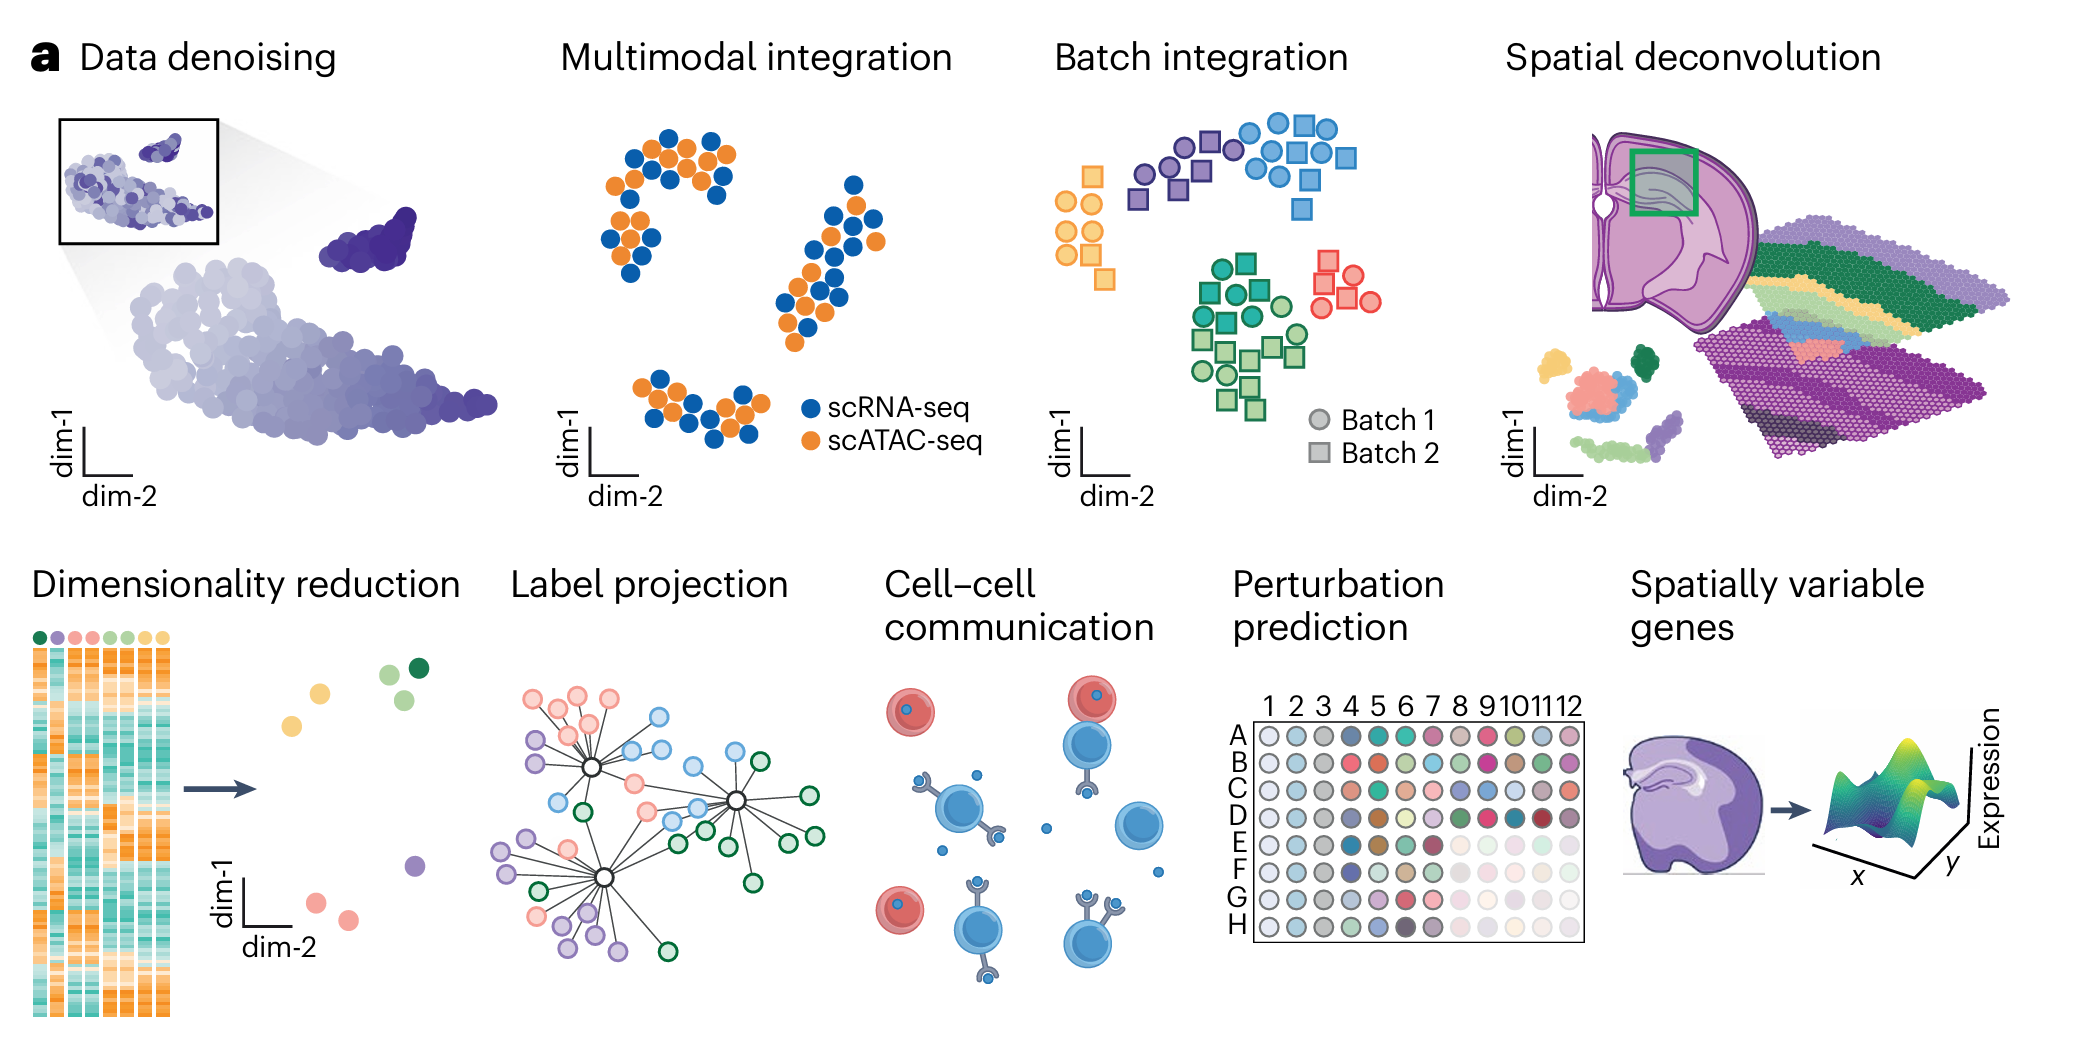 a Data denoising
Multimodal integration
Batch integration
Spatial deconvolution
dim-1
dim-2
scRNA-seq
scATAC-seq
dim-1
dim-2
Batch 1
Batch 2
dim-1
dim-2
dim-1
dim-2
Dimensionality reduction
Label projection
Cell–cell
communication
Perturbation
prediction
Spatially variable
genes
dim-1
dim-2
1 2 3 4 5 6 7 8 9 10 11 12
A
B
C
D
E
F
G
H
Expression
x
y